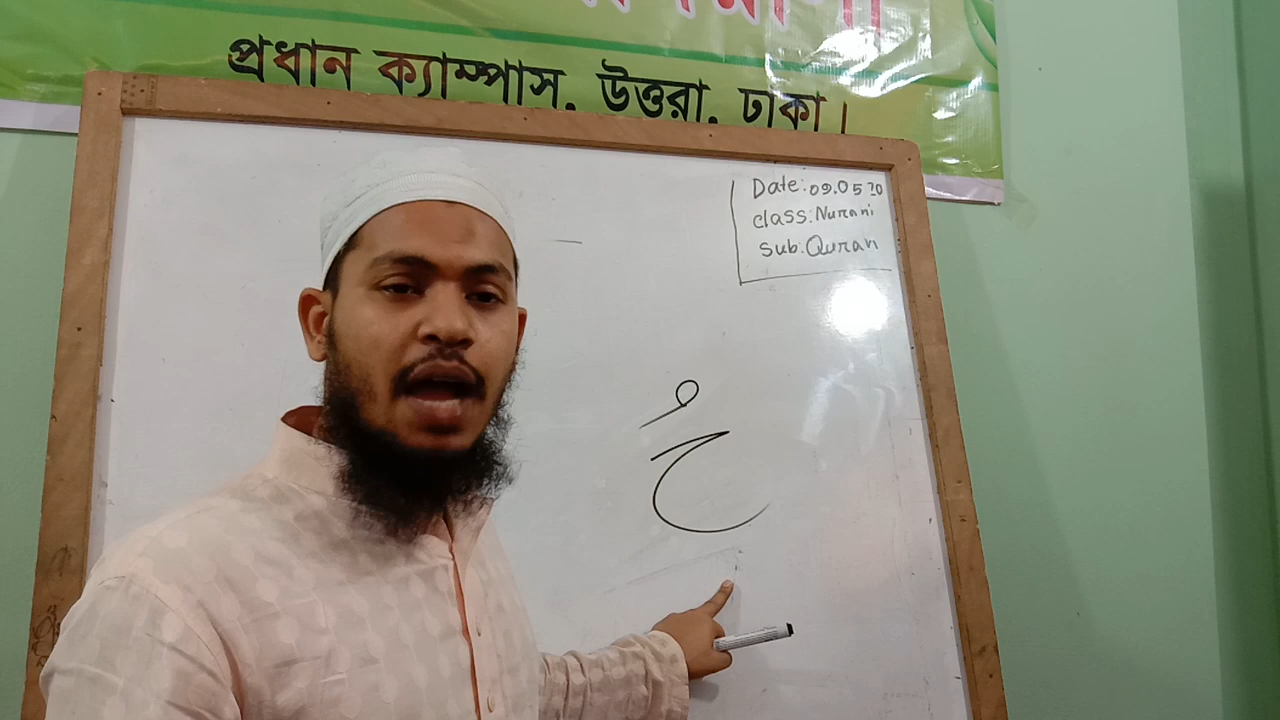 প্রধান ক্যাম্পাস, উত্তরা, ঢাকা।
Date: 09.05 20
class: Nurani
sub: Quran
حُ